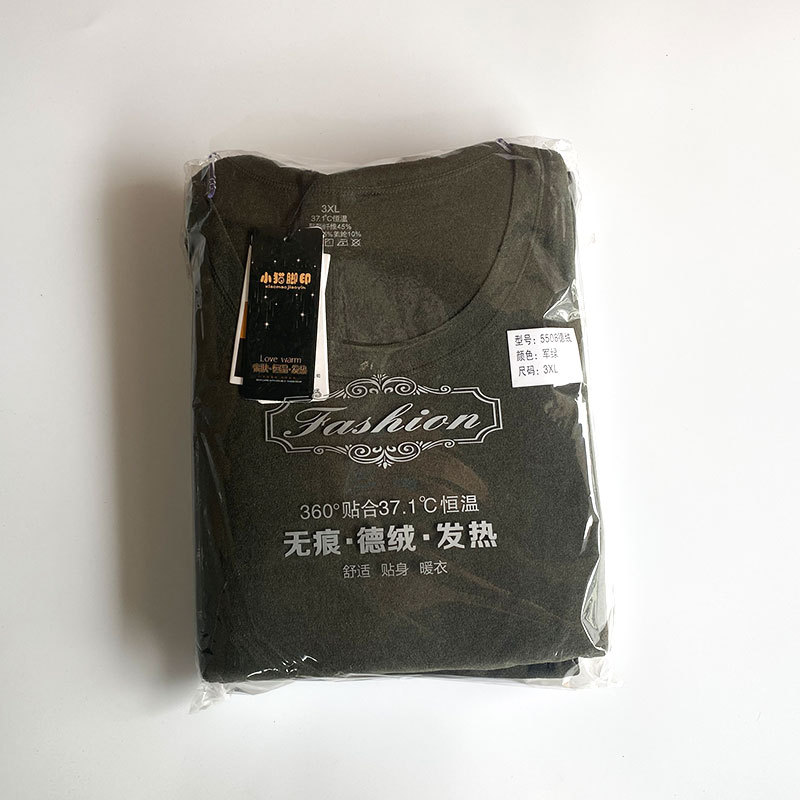 3XL
37.1℃恒温
小猫脚印
xiaomaojiaoyin
Love warm
型号：5509德绒
颜色：军绿
尺码：3XL
Fashion
360°贴合37.1℃恒温
无痕·德绒·发热
舒适 贴身 暖衣